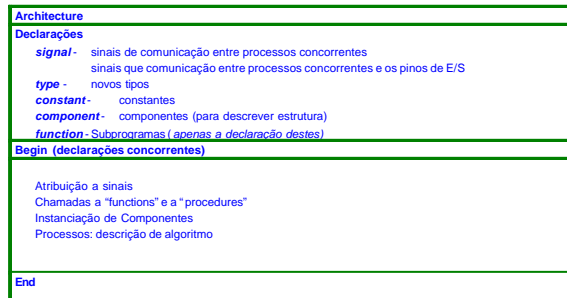 Architecture
Declarações
signal - sinais de comunicação entre processos concorrentes
sinais que comunicação entre processos concorrentes e os pinos de E/S
type - novos tipos
constant - constantes
component - componentes (para descrever estrutura)
function - Subprogramas ( apenas a declaração destes)
Begin (declarações concorrentes)
Atribuição a sinais
Chamadas a "functions" e a "procedures"
Instanciação de Componentes
Processos: descrição de algoritmo
End